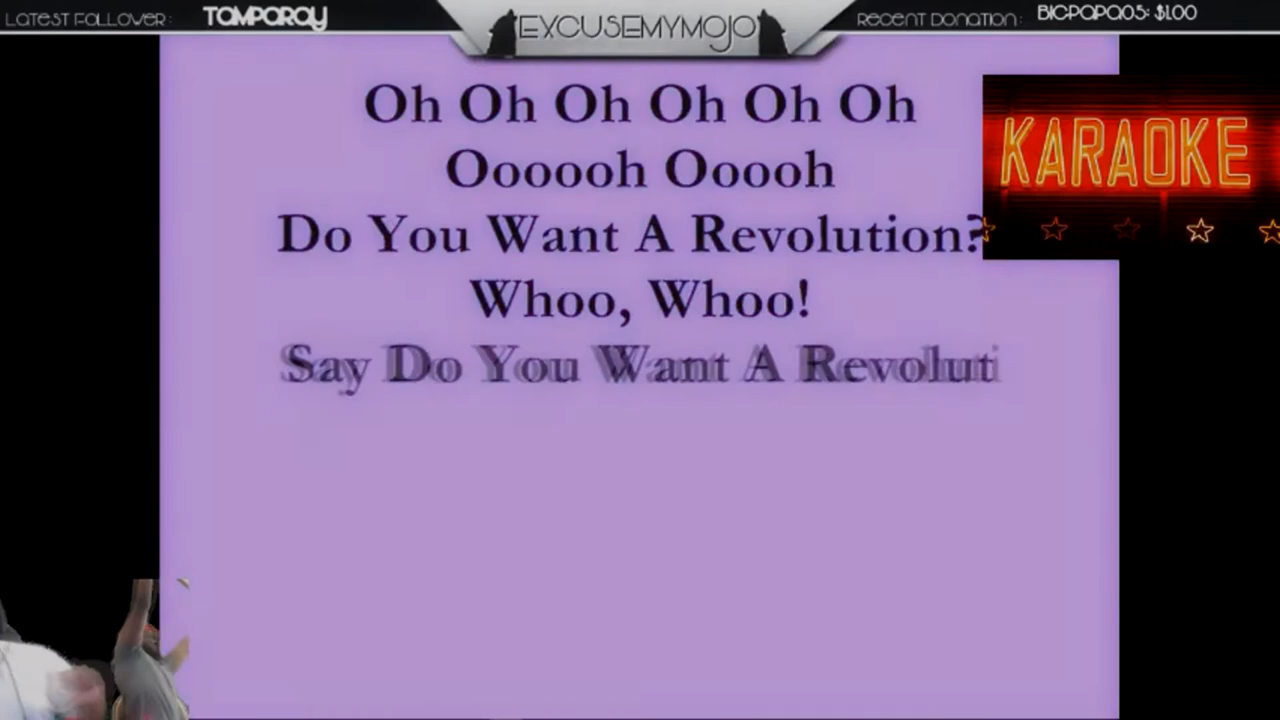 LATEST FOLLOWER: TAMPARAY
EXCUSEMYMOJO
RECENT DONATION: BIGPAPA05: $1.00
KARAOKE
Oh Oh Oh Oh Oh Oh
Oooooh Ooooh
Do You Want A Revolution?
Whoo, Whoo!
Say Do You Want A Revoluti